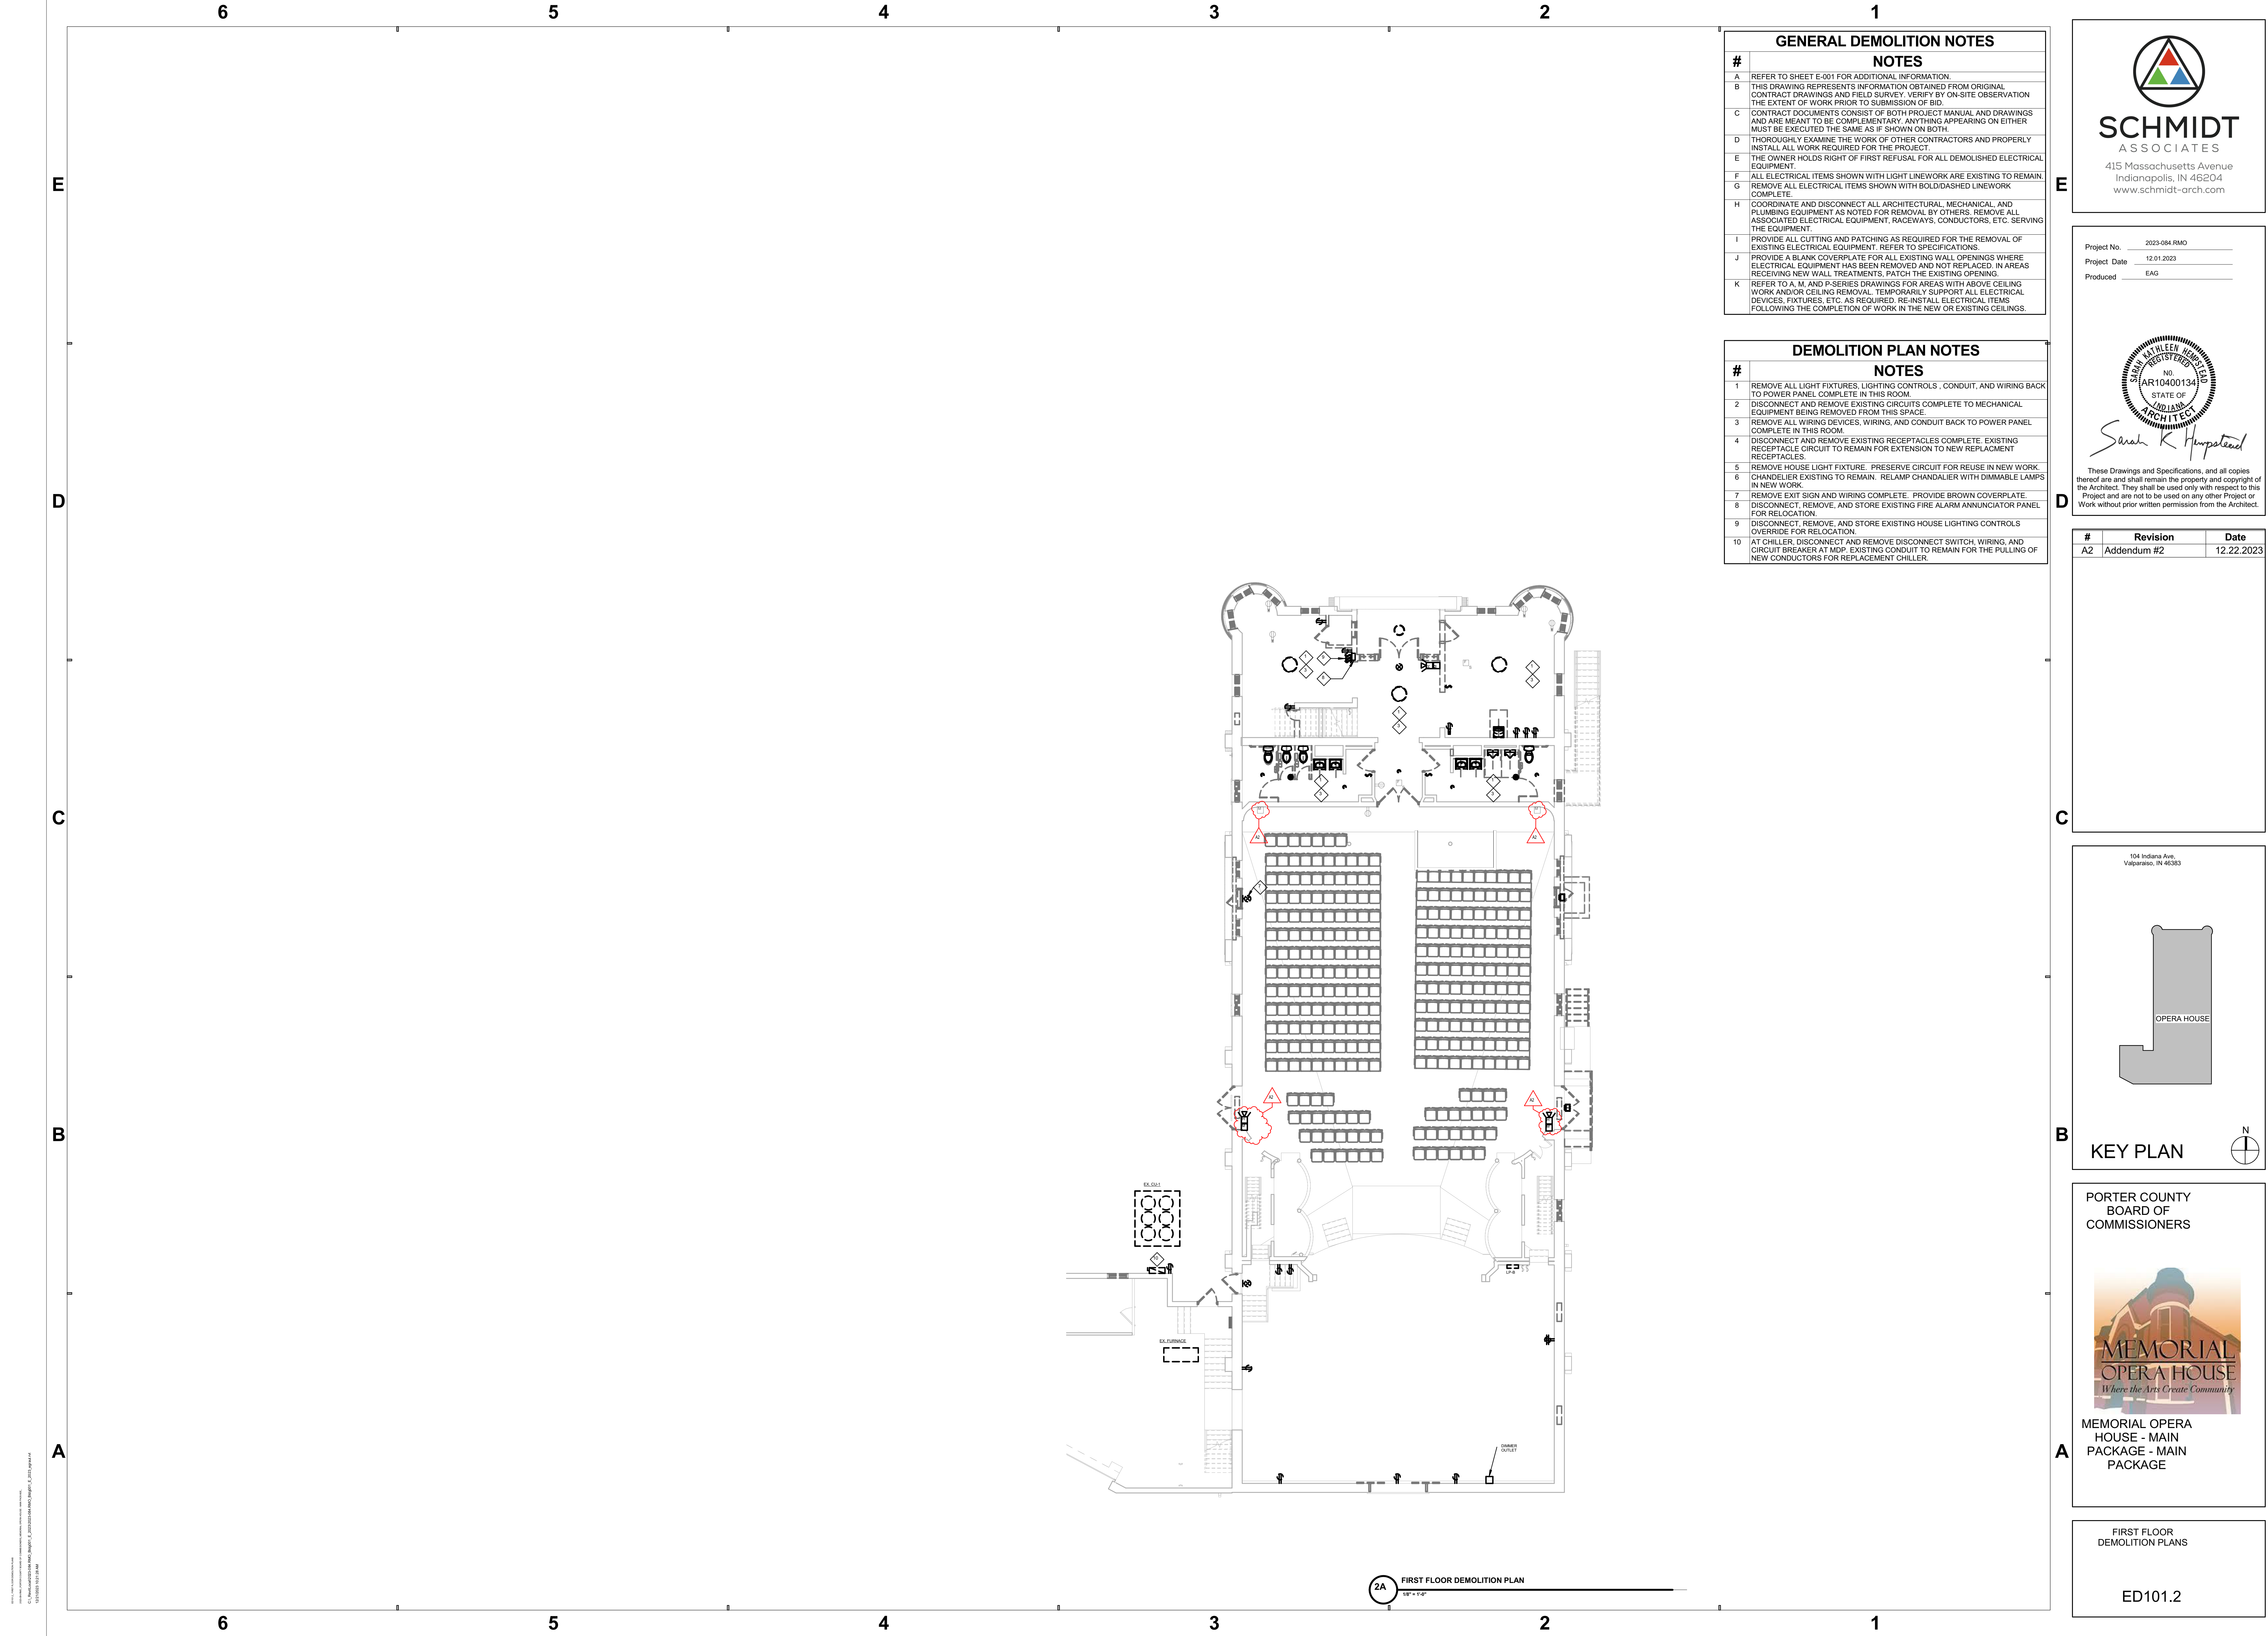 6 5 4 3 2 1
GENERAL DEMOLITION NOTES
# NOTES
A REFER TO SHEET E-001 FOR ADDITIONAL INFORMATION.
B THIS DRAWING REPRESENTS INFORMATION OBTAINED FROM ORIGINAL
CONTRACT DRAWINGS AND FIELD SURVEY. VERIFY BY ON-SITE OBSERVATION
THE EXTENT OF WORK PRIOR TO SUBMISSION OF BID.
C CONTRACT DOCUMENTS CONSIST OF BOTH PROJECT MANUAL AND DRAWINGS
AND ARE MEANT TO BE COMPLEMENTARY. ANYTHING APPEARING ON EITHER
MUST BE EXECUTED THE SAME AS IF SHOWN ON BOTH.
D THOROUGHLY EXAMINE THE WORK OF OTHER CONTRACTORS AND PROPERLY
INSTALL ALL WORK REQUIRED FOR THE PROJECT.
E THE OWNER HOLDS RIGHT OF FIRST REFUSAL FOR ALL DEMOLISHED ELECTRICAL
EQUIPMENT.
F ALL ELECTRICAL ITEMS SHOWN WITH LIGHT LINEWORK ARE EXISTING TO REMAIN.
G REMOVE ALL ELECTRICAL ITEMS SHOWN WITH BOLD/DASHED LINEWORK
COMPLETE.
H COORDINATE AND DISCONNECT ALL ARCHITECTURAL, MECHANICAL, AND
PLUMBING EQUIPMENT AS NOTED FOR REMOVAL BY OTHERS. REMOVE ALL
ASSOCIATED ELECTRICAL EQUIPMENT, RACEWAYS, CONDUCTORS, ETC. SERVING
THE EQUIPMENT.
I PROVIDE ALL CUTTING AND PATCHING AS REQUIRED FOR THE REMOVAL OF
EXISTING ELECTRICAL EQUIPMENT. REFER TO SPECIFICATIONS.
J PROVIDE A BLANK COVERPLATE FOR ALL EXISTING WALL OPENINGS WHERE
ELECTRICAL EQUIPMENT HAS BEEN REMOVED AND NOT REPLACED. IN AREAS
RECEIVING NEW WALL TREATMENTS, PATCH THE EXISTING OPENING.
K REFER TO A, M, AND P-SERIES DRAWINGS FOR AREAS WITH ABOVE CEILING
WORK AND/OR CEILING REMOVAL. TEMPORARILY SUPPORT ALL ELECTRICAL
DEVICES, FIXTURES, ETC. AS REQUIRED. RE-INSTALL ELECTRICAL ITEMS
FOLLOWING THE COMPLETION OF WORK IN THE NEW OR EXISTING CEILINGS.
DEMOLITION PLAN NOTES
# NOTES
1 REMOVE ALL LIGHT FIXTURES, LIGHTING CONTROLS , CONDUIT, AND WIRING BACK
TO POWER PANEL COMPLETE IN THIS ROOM.
2 DISCONNECT AND REMOVE EXISTING CIRCUITS COMPLETE TO MECHANICAL
EQUIPMENT BEING REMOVED FROM THIS SPACE.
3 REMOVE ALL WIRING DEVICES, WIRING, AND CONDUIT BACK TO POWER PANEL
COMPLETE IN THIS ROOM.
4 DISCONNECT AND REMOVE EXISTING RECEPTACLES COMPLETE. EXISTING
RECEPTACLE CIRCUIT TO REMAIN FOR EXTENSION TO NEW REPLACMENT
RECEPTACLES.
5 REMOVE HOUSE LIGHT FIXTURE. PRESERVE CIRCUIT FOR REUSE IN NEW WORK.
6 CHANDELIER EXISTING TO REMAIN. RELAMP CHANDALIER WITH DIMMABLE LAMPS
IN NEW WORK.
7 REMOVE EXIT SIGN AND WIRING COMPLETE. PROVIDE BROWN COVERPLATE.
8 DISCONNECT, REMOVE, AND STORE EXISTING FIRE ALARM ANNUNCIATOR PANEL
FOR RELOCATION.
9 DISCONNECT, REMOVE, AND STORE EXISTING HOUSE LIGHTING CONTROLS
OVERRIDE FOR RELOCATION.
10 AT CHILLER, DISCONNECT AND REMOVE DISCONNECT SWITCH, WIRING, AND
CIRCUIT BREAKER AT MDP. EXISTING CONDUIT TO REMAIN FOR THE PULLING OF
NEW CONDUCTORS FOR REPLACEMENT CHILLER.
E
D
C
B
A
A2
A2
A2
A2
EX. CU-1
10
EX. FURNACE
LP-B
DIMMER
OUTLET
2A FIRST FLOOR DEMOLITION PLAN
1/8" = 1'-0"
6 5 4 3 2 1
E
D
C
B
A
SCHMIDT
ASSOCIATES
415 Massachusetts Avenue
Indianapolis, IN 46204
www.schmidt-arch.com
Project No. 2023-084.RMO
Project Date 12.01.2023
Produced EAG
SARAH KATHLEEN HEMPSTEAD
REGISTERED
NO.
AR10400134
STATE OF
INDIANA
ARCHITECT
Sarah K Hempstead
These Drawings and Specifications, and all copies
thereof are and shall remain the property and copyright of
the Architect. They shall be used only with respect to this
Project and are not to be used on any other Project or
Work without prior written permission from the Architect.
# Revision Date
A2 Addendum #2 12.22.2023
104 Indiana Ave,
Valparaiso, IN 46383
OPERA HOUSE
KEY PLAN
N
PORTER COUNTY
BOARD OF
COMMISSIONERS
MEMORIAL
OPERA HOUSE
Where the Arts Create Community
MEMORIAL OPERA
HOUSE - MAIN
PACKAGE - MAIN
PACKAGE
FIRST FLOOR
DEMOLITION PLANS
ED101.2